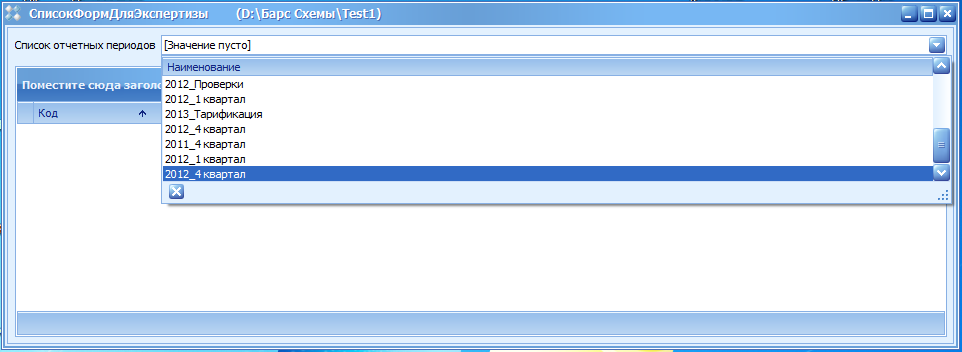 СписокФормДляЭкспертизы (D:\Барс Схемы\Test1)
Список отчетных периодов [Значение пусто]
Наименование
Поместите сюда заголо
Код
2012_Проверки
2012_1 квартал
2013_Тарификация
2012_4 квартал
2011_4 квартал
2012_1 квартал
2012_4 квартал